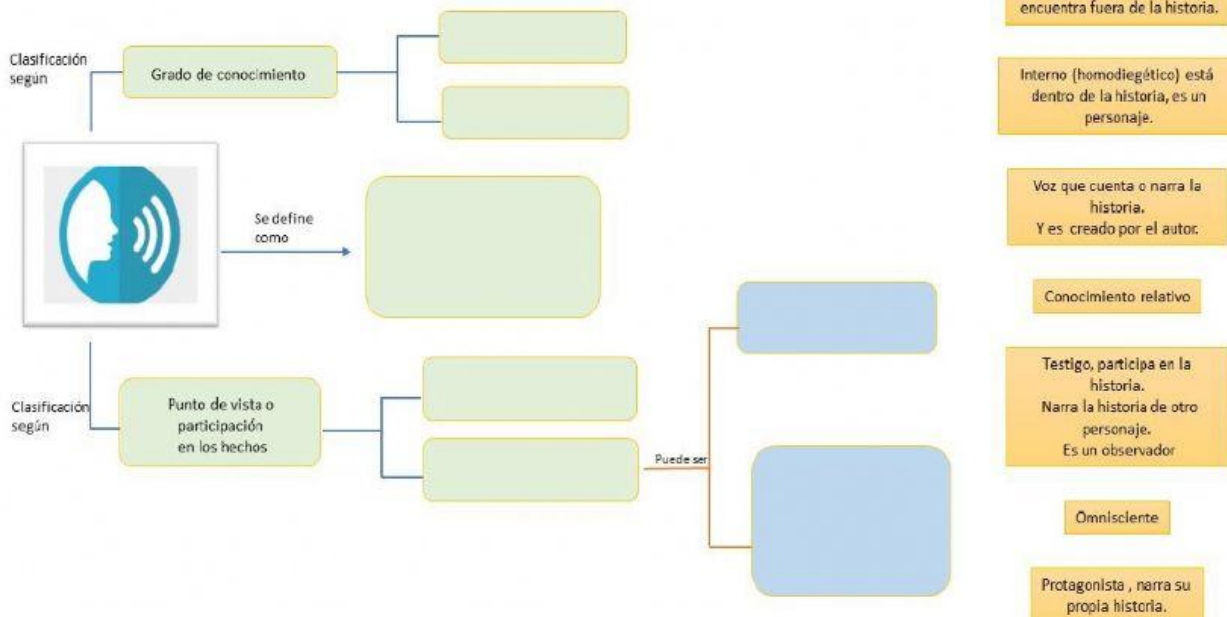 Clasificación
según
Grado de conocimiento
Se define
como
Clasificación
según
Punto de vista o
participación
en los hechos
Puede ser
encuentra fuera de la historia.
Interno (homodiegético) está
dentro de la historia, es un
personaje.
Voz que cuenta o narra la
historia.
Y es creado por el autor.
Conocimiento relativo
Testigo, participa en la
historia.
Narra la historia de otro
personaje.
Es un observador
Omnisciente
Protagonista , narra su
propia historia.